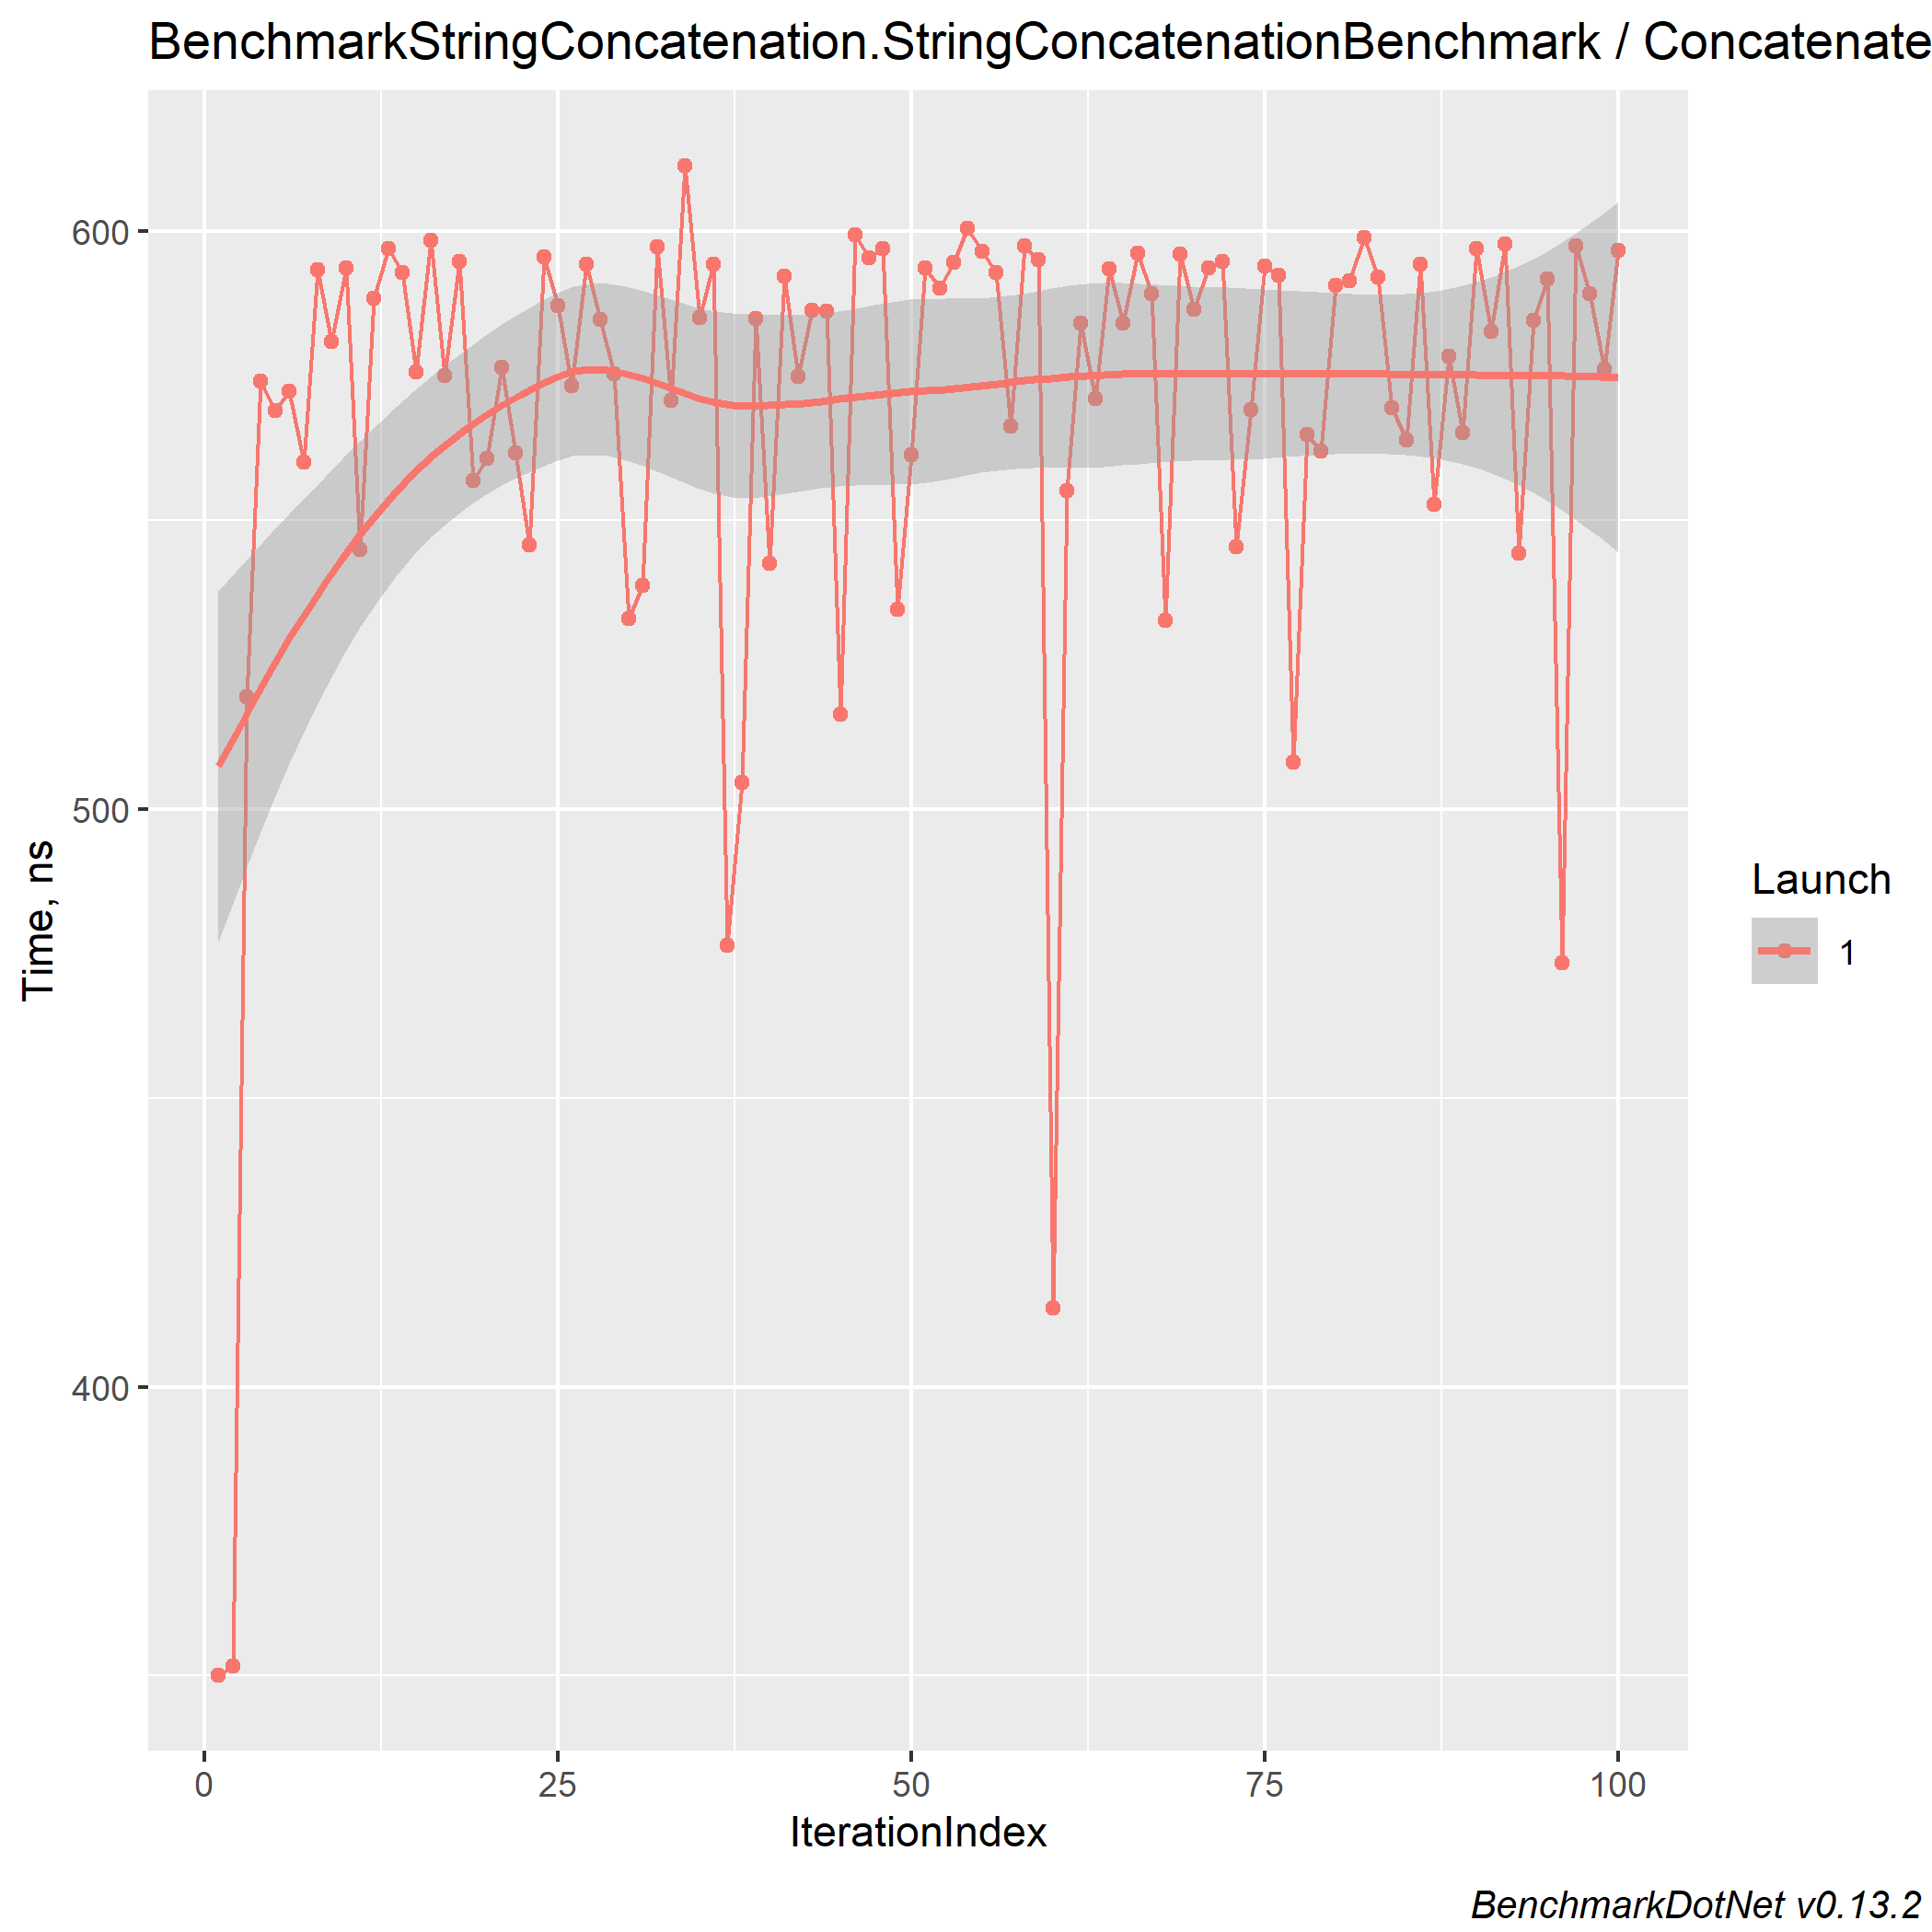 BenchmarkStringConcatenation.StringConcatenationBenchmark / Concatenate
600
500
400
Time, ns
0 25 50 75 100
IterationIndex
Launch
1
BenchmarkDotNet v0.13.2